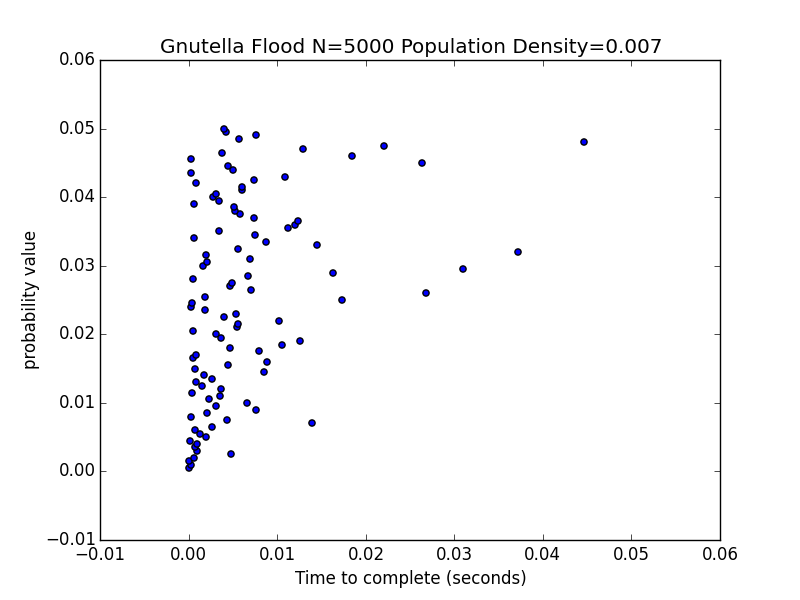 Gnutella Flood N=5000 Population Density=0.007
0.06
0.05
0.04
0.03
0.02
0.01
0.00
−0.01
probability value
−0.01 0.00 0.01 0.02 0.03 0.04 0.05 0.06
Time to complete (seconds)